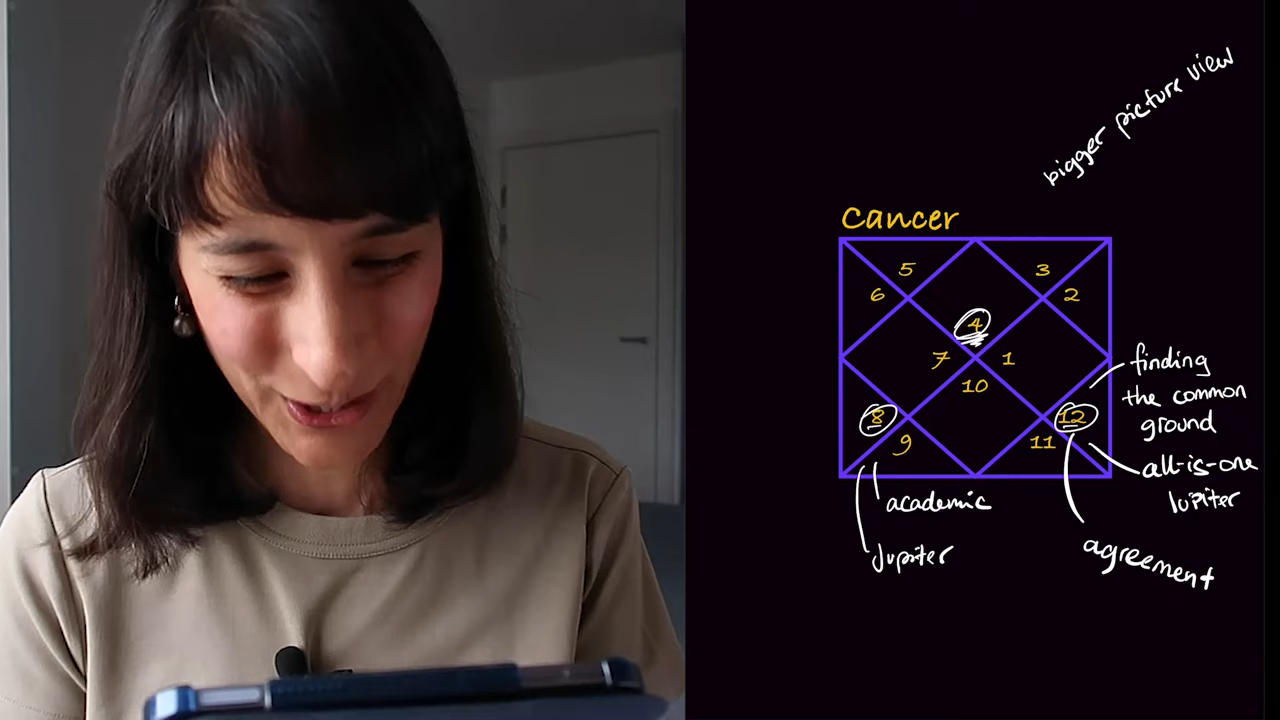 bigger picture view
Cancer
5
3
6
2
4
7
1
10
8
12
9
11
finding
the common
ground
all-is-one
Jupiter
academic
Jupiter
agreement